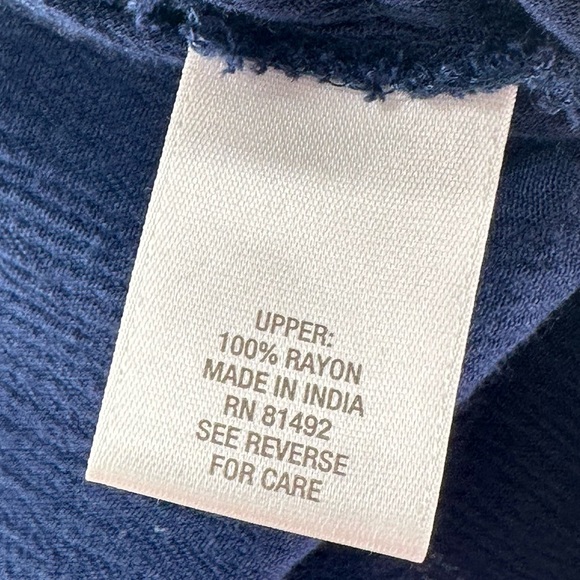 UPPER:
100% RAYON
MADE IN INDIA
RN 81492
SEE REVERSE
FOR CARE